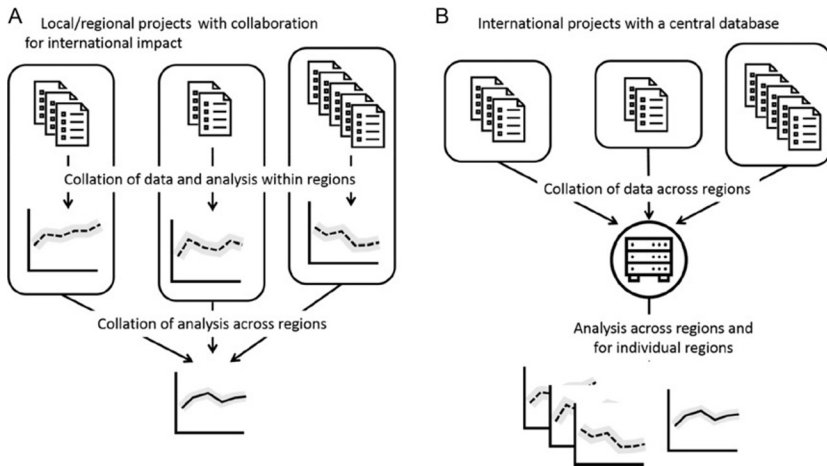 A
Local/regional projects with collaboration
for international impact
Collation of data and analysis within regions
Collation of analysis across regions
B
International projects with a central database
Collation of data across regions
Analysis across regions and
for individual regions